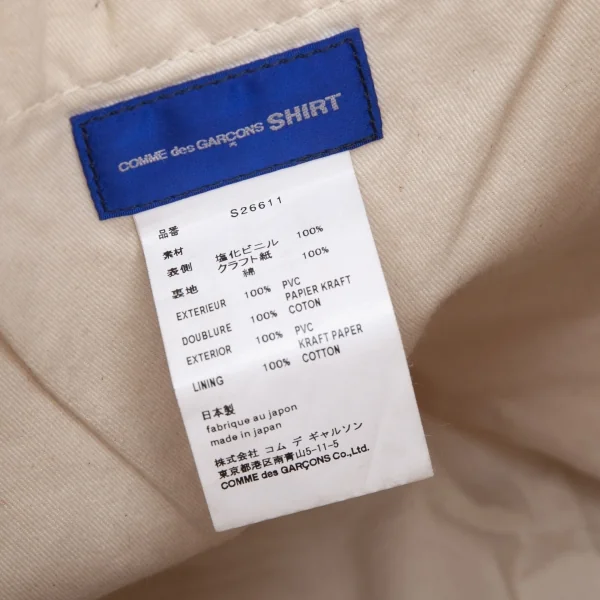 COMME des GARÇONS SHIRT
品番 S26611
素材
表側 塩化ビニル 100%
クラフト紙
裏地 綿 100%
EXTERIEUR 100% PVC
PAPIER KRAFT
DOUBLURE 100% COTON
EXTERIOR 100% PVC
KRAFT PAPER
LINING 100% COTTON
日本製
fabrique au japon
made in japan
株式会社 コム デ ギャルソン
東京都港区南青山5-11-5
COMME des GARÇONS Co.,Ltd.